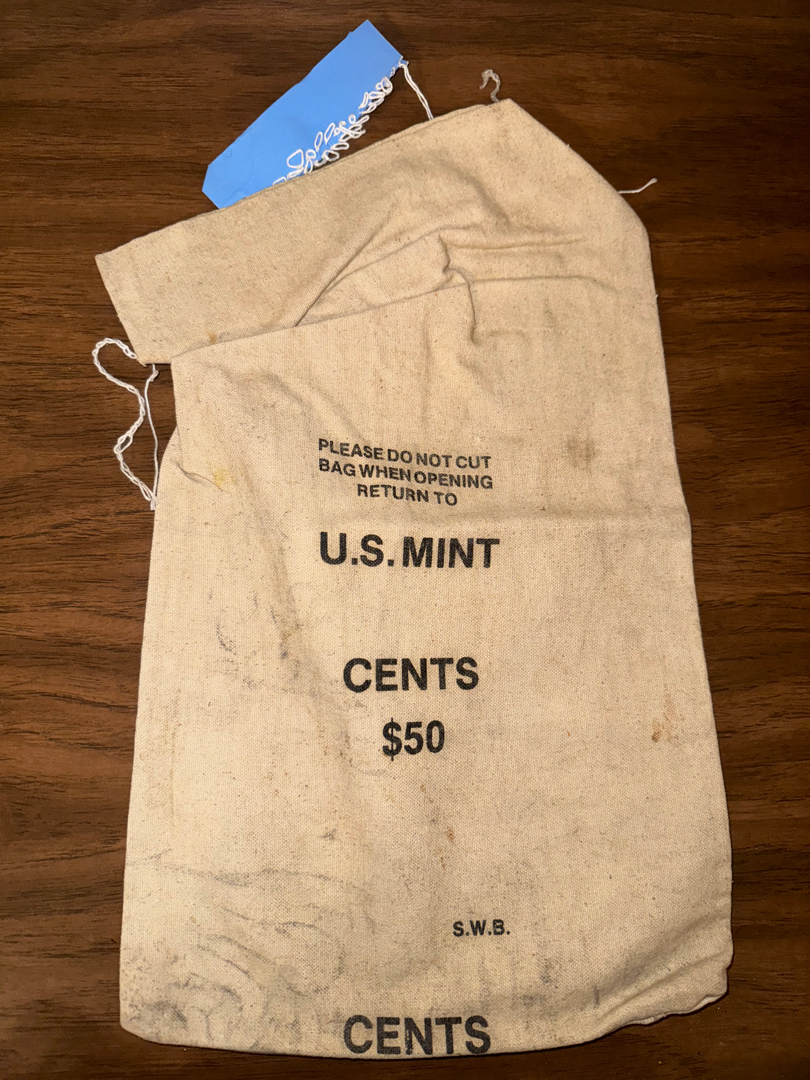 PLEASE DO NOT CUT
BAG WHEN OPENING
RETURN TO
U.S. MINT
CENTS
$50
S.W.B.
CENTS